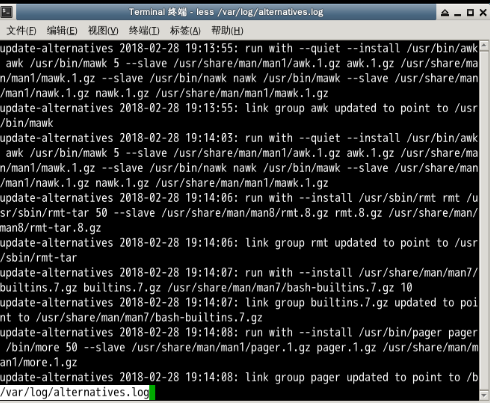 Terminal 终端 - less /var/log/alternatives.log
文件(F) 编辑(E) 视图(V) 终端(T) 标签(A) 帮助(H)
update-alternatives 2018-02-28 19:13:55: run with --quiet --install /usr/bin/awk
 awk /usr/bin/mawk 5 --slave /usr/share/man/man1/awk.1.gz awk.1.gz /usr/share/ma
n/man1/mawk.1.gz --slave /usr/bin/nawk nawk /usr/bin/mawk --slave /usr/share/man
/man1/nawk.1.gz nawk.1.gz /usr/share/man/man1/mawk.1.gz
update-alternatives 2018-02-28 19:13:55: link group awk updated to point to /usr
/bin/mawk
update-alternatives 2018-02-28 19:14:03: run with --quiet --install /usr/bin/awk
 awk /usr/bin/mawk 5 --slave /usr/share/man/man1/awk.1.gz awk.1.gz /usr/share/ma
n/man1/mawk.1.gz --slave /usr/bin/nawk nawk /usr/bin/mawk --slave /usr/share/man
/man1/nawk.1.gz nawk.1.gz /usr/share/man/man1/mawk.1.gz
update-alternatives 2018-02-28 19:14:06: run with --install /usr/sbin/rmt rmt /u
sr/sbin/rmt-tar 50 --slave /usr/share/man/man8/rmt.8.gz rmt.8.gz /usr/share/man/
man8/rmt-tar.8.gz
update-alternatives 2018-02-28 19:14:06: link group rmt updated to point to /usr
/sbin/rmt-tar
update-alternatives 2018-02-28 19:14:07: run with --install /usr/share/man/man7/
builtins.7.gz builtins.7.gz /usr/share/man/man7/bash-builtins.7.gz 10
update-alternatives 2018-02-28 19:14:07: link group builtins.7.gz updated to poi
nt to /usr/share/man/man7/bash-builtins.7.gz
update-alternatives 2018-02-28 19:14:08: run with --install /usr/bin/pager pager
 /bin/more 50 --slave /usr/share/man/man1/pager.1.gz pager.1.gz /usr/share/man/m
an1/more.1.gz
update-alternatives 2018-02-28 19:14:08: link group pager updated to point to /b
/var/log/alternatives.log